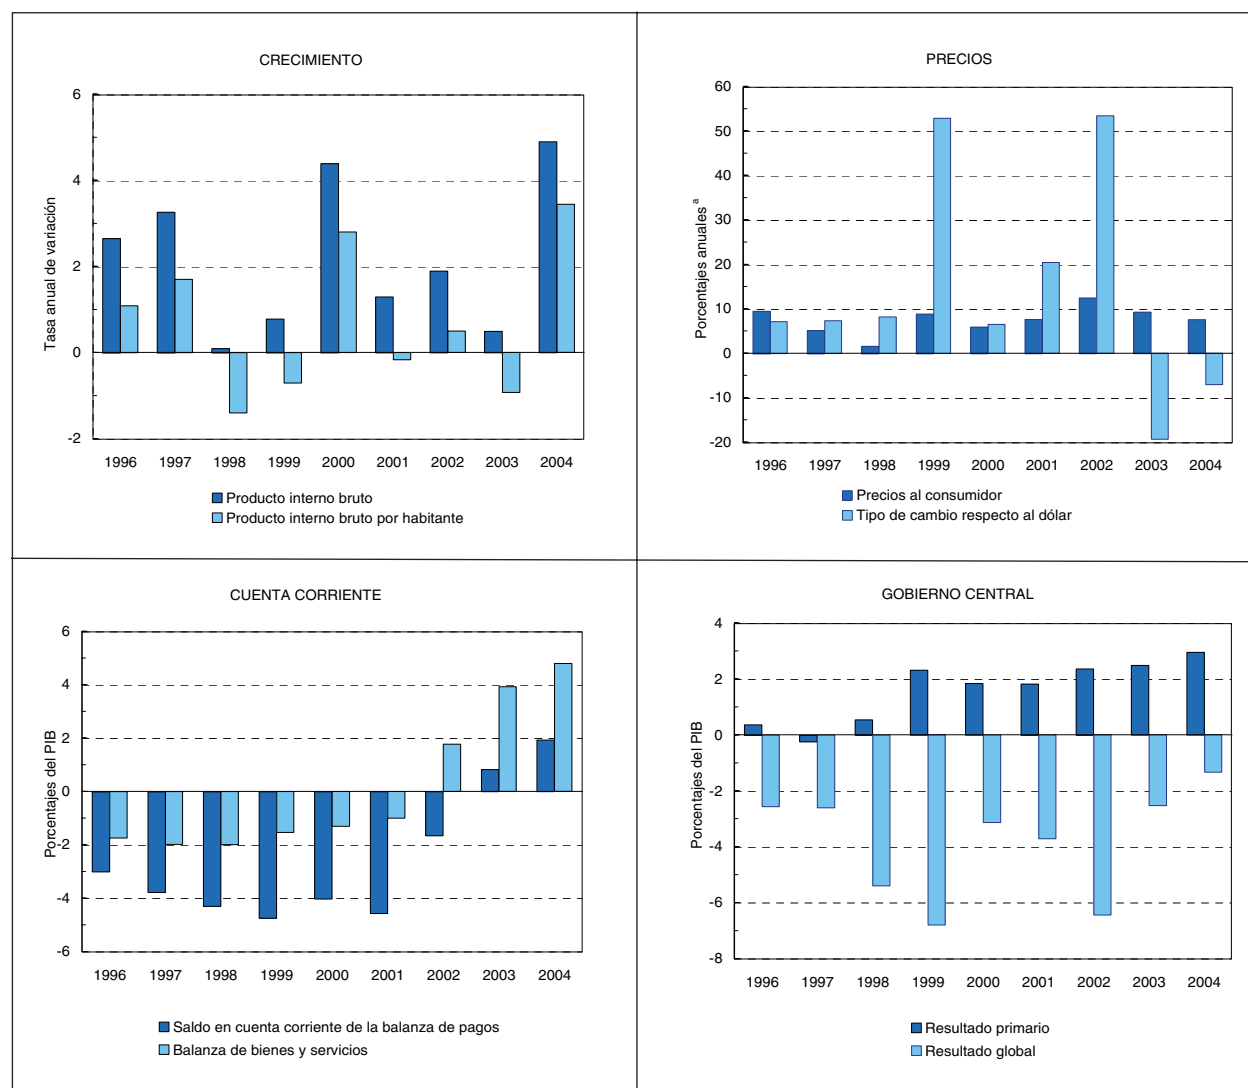 CRECIMIENTO
Tasa anual de variación
6
4
2
0
-2
1996 1997 1998 1999 2000 2001 2002 2003 2004
Producto interno bruto
Producto interno bruto por habitante
PRECIOS
Porcentajes anuales a
60
50
40
30
20
10
0
-10
-20
1996 1997 1998 1999 2000 2001 2002 2003 2004
Precios al consumidor
Tipo de cambio respecto al dólar
CUENTA CORRIENTE
Porcentajes del PIB
6
4
2
0
-2
-4
-6
1996 1997 1998 1999 2000 2001 2002 2003 2004
Saldo en cuenta corriente de la balanza de pagos
Balanza de bienes y servicios
GOBIERNO CENTRAL
Porcentajes del PIB
4
2
0
-2
-4
-6
-8
1996 1997 1998 1999 2000 2001 2002 2003 2004
Resultado primario
Resultado global